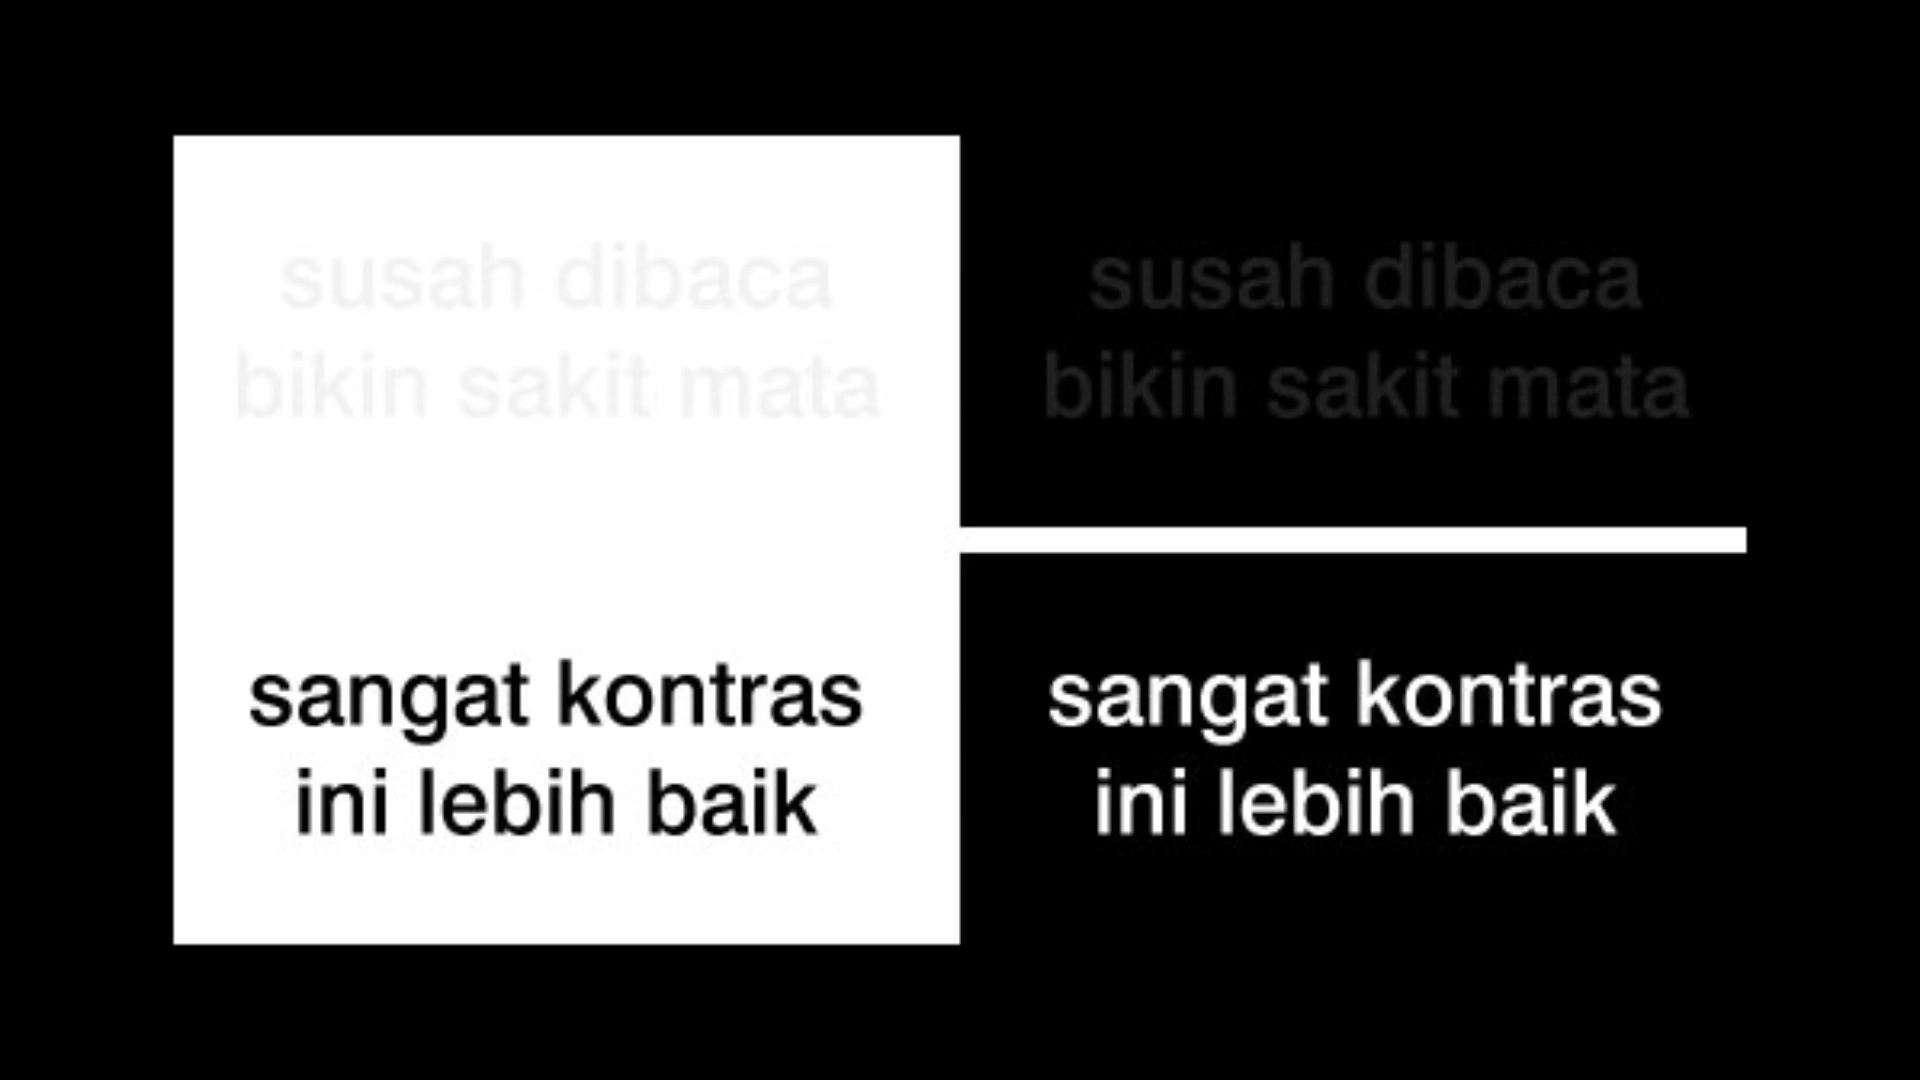 susah dibaca
bikin sakit mata
susah dibaca
bikin sakit mata
sangat kontras
ini lebih baik
sangat kontras
ini lebih baik